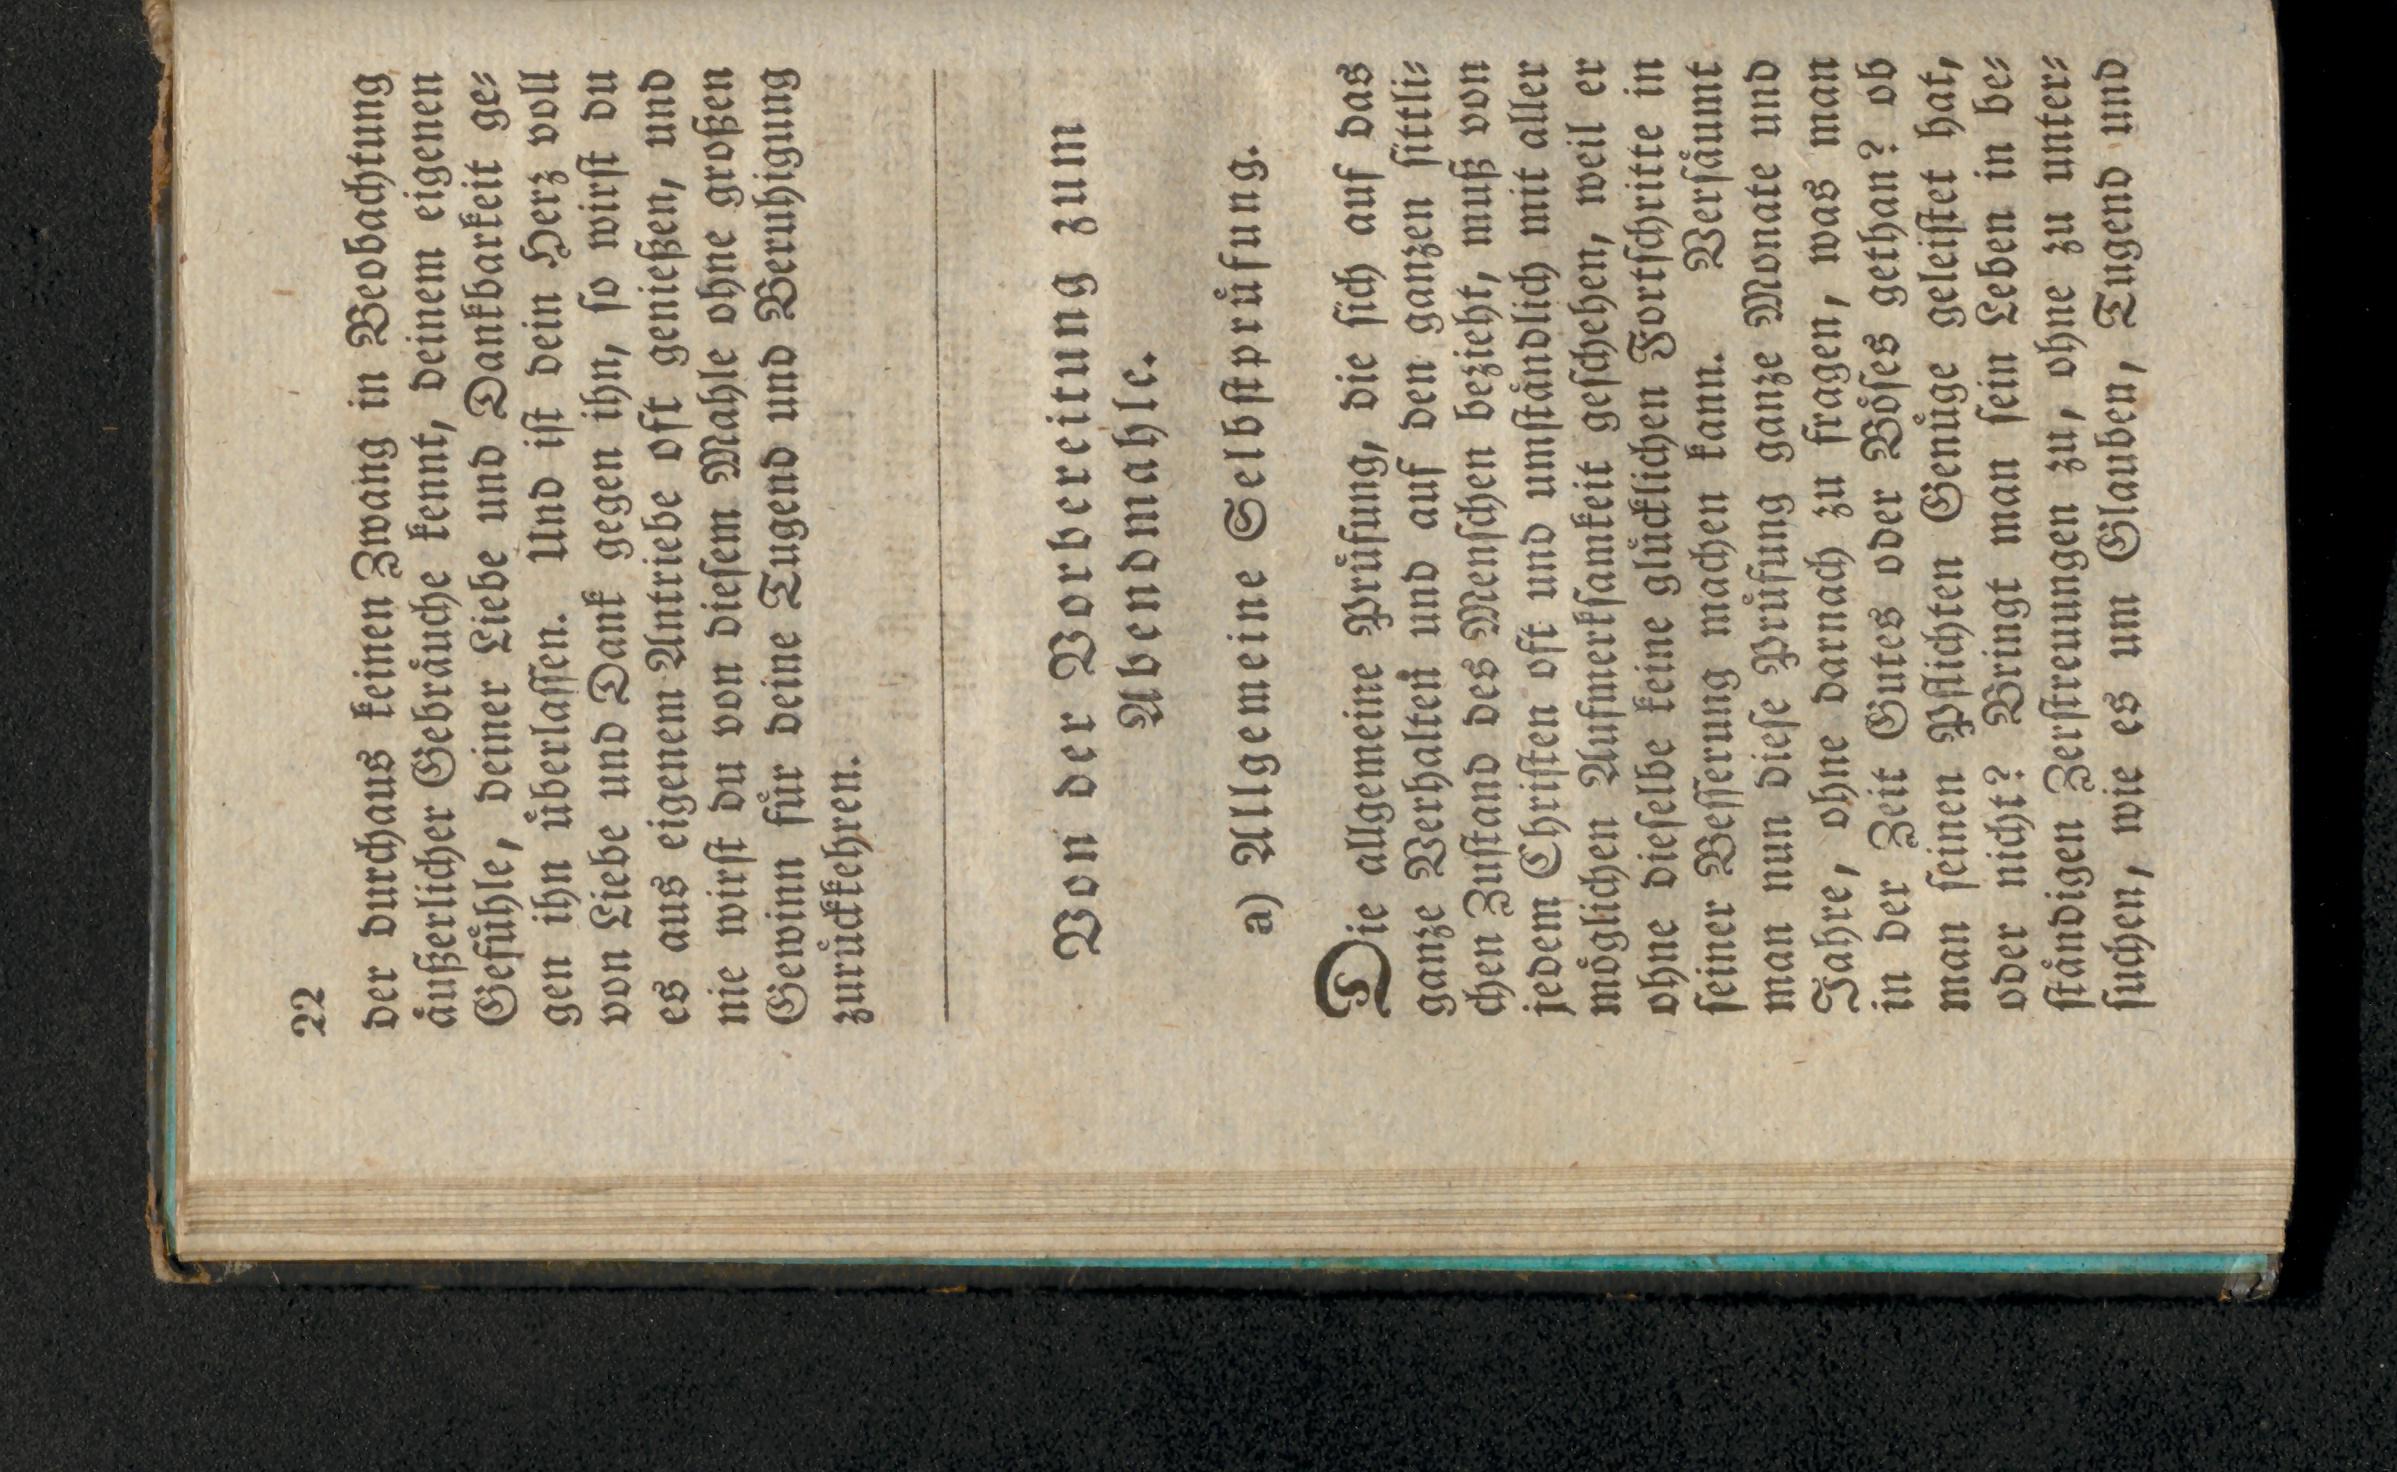 22
der durchaus keinen Zwang in Beobachtung
äußerlicher Gebräuche kennt, deinem eigenen
Gefühle, deiner Liebe und Dankbarkeit ge⸗
gen ihn überlaſſen. Und iſt dein Herz voll
von Liebe und Dank gegen ihn, ſo wirſt du
es aus eigenem Antriebe oft genießen, und
nie wirſt du von dieſem Mahle ohne großen
Gewinn für deine Tugend und Beruhigung
zurückkehren.
Von der Vorbereitung zum
Abendmahle.
a) Allgemeine Selbſtprüfung.
Die allgemeine Prüfung, die ſich auf das
ganze Verhalten und auf den ganzen ſittli⸗
chen Zuſtand des Menſchen bezieht, muß von
jedem Chriſten oft und umſtändlich mit aller
möglichen Aufmerkſamkeit geſchehen, weil er
ohne dieſelbe keine glücklichen Fortſchritte in
ſeiner Beſſerung machen kann. Verſäumt
man nun dieſe Prüfung ganze Monate und
Jahre, ohne darnach zu fragen, was man
in der Zeit Gutes oder Böſes gethan? ob
man ſeinen Pflichten Genüge geleiſtet hat,
oder nicht? Bringt man ſein Leben in be⸗
ſtändigen Zerſtreuungen zu, ohne zu unter⸗
ſuchen, wie es um Glauben, Tugend und